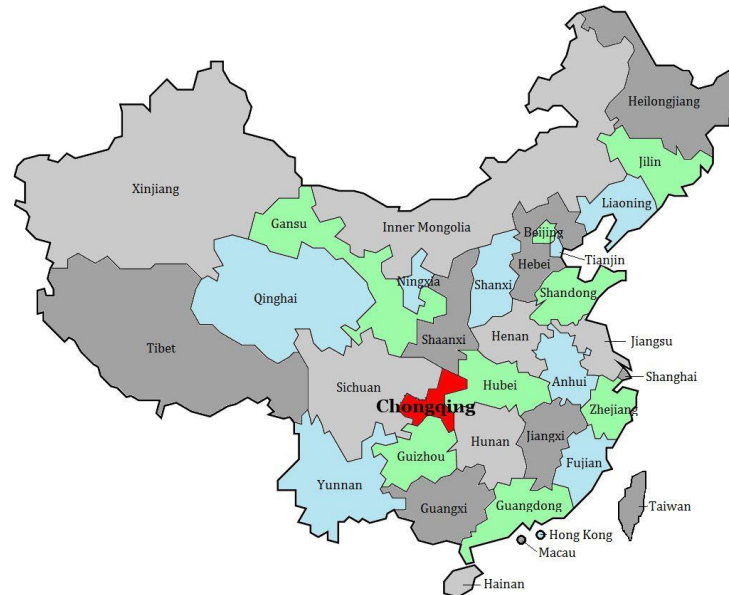 Heilongjiang
Jilin
Xinjiang
Liaoning
Gansu
Inner Mongolia
Beijing
Tianjin
Hebei
Ningxia
Shanxi
Qinghai
Shandong
Henan
Shaanxi
Jiangsu
Tibet
Shanghai
Sichuan
Hubei
Anhui
Chongqing
Zhejiang
Jiangxi
Hunan
Guizhou
Fujian
Yunnan
Guangxi
Guangdong
Taiwan
Hong Kong
Macau
Hainan